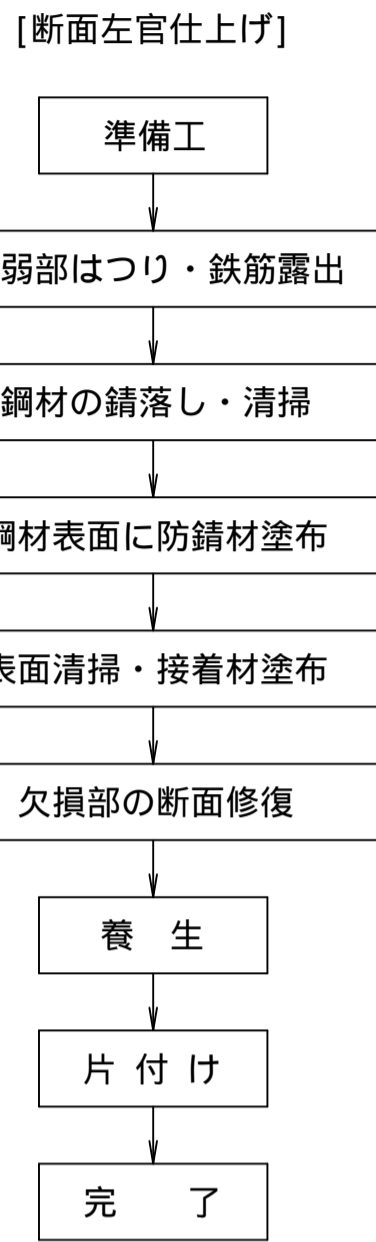 [断面左官仕上げ]
準備工
弱部はつり・鉄筋露出
鋼材の錆落し・清掃
鋼材表面に防錆材塗布
表面清掃・接着材塗布
欠損部の断面修復
養 生
片 付 け
完 了